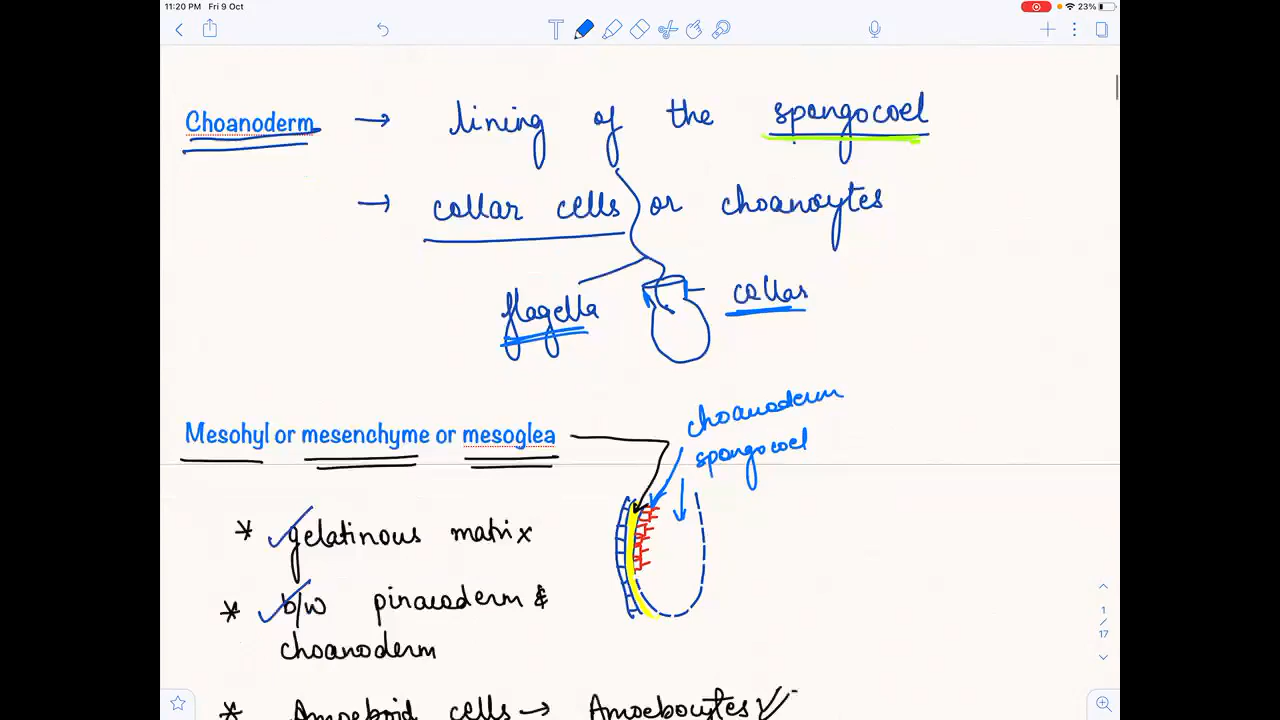 11:20 PM Fri 9 Oct
23%
Choanoderm → lining of the spongocoel
→ collar cells or choanocytes
flagella
collar
choanoderm
Mesohyl or mesenchyme or mesoglea
spongocoel
* gelatinous matrix
* b/w pinacoderm &
choanoderm
* Amoeboid cells → Amoebocytes
1
/
17